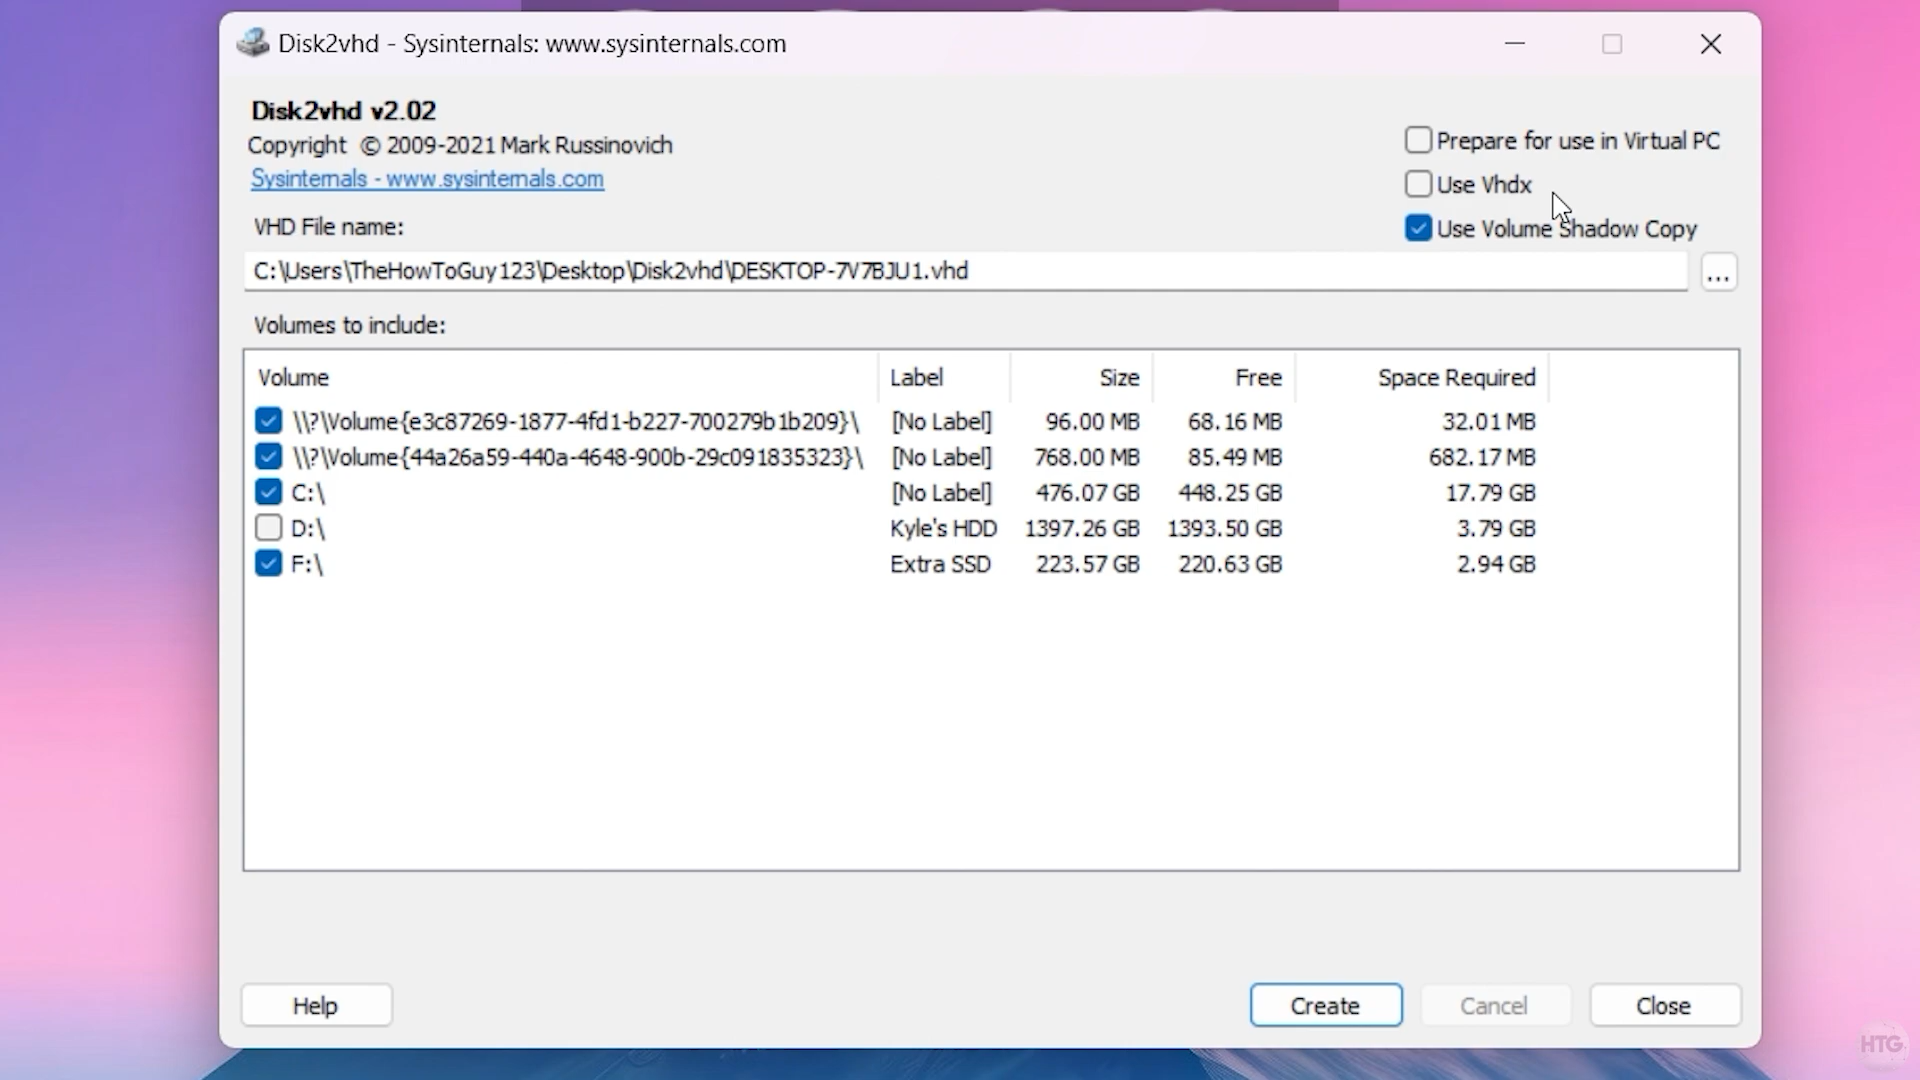 Disk2vhd - Sysinternals: www.sysinternals.com
Disk2vhd v2.02
Copyright © 2009-2021 Mark Russinovich
Sysinternals - www.sysinternals.com
Prepare for use in Virtual PC
Use Vhdx
Use Volume Shadow Copy
VHD File name:
C:\Users\TheHowToGuy123\Desktop\Disk2vhd\DESKTOP-7V7BJU1.vhd
...
Volumes to include:
Volume Label Size Free Space Required
\\?\Volume{e3c87269-1877-4fd1-b227-700279b1b209}\ [No Label] 96.00 MB 68.16 MB 32.01 MB
\\?\Volume{44a26a59-440a-4648-900b-29c091835323}\ [No Label] 768.00 MB 85.49 MB 682.17 MB
C:\ [No Label] 476.07 GB 448.25 GB 17.79 GB
D:\ Kyle's HDD 1397.26 GB 1393.50 GB 3.79 GB
F:\ Extra SSD 223.57 GB 220.63 GB 2.94 GB
Help Create Cancel Close
HTG